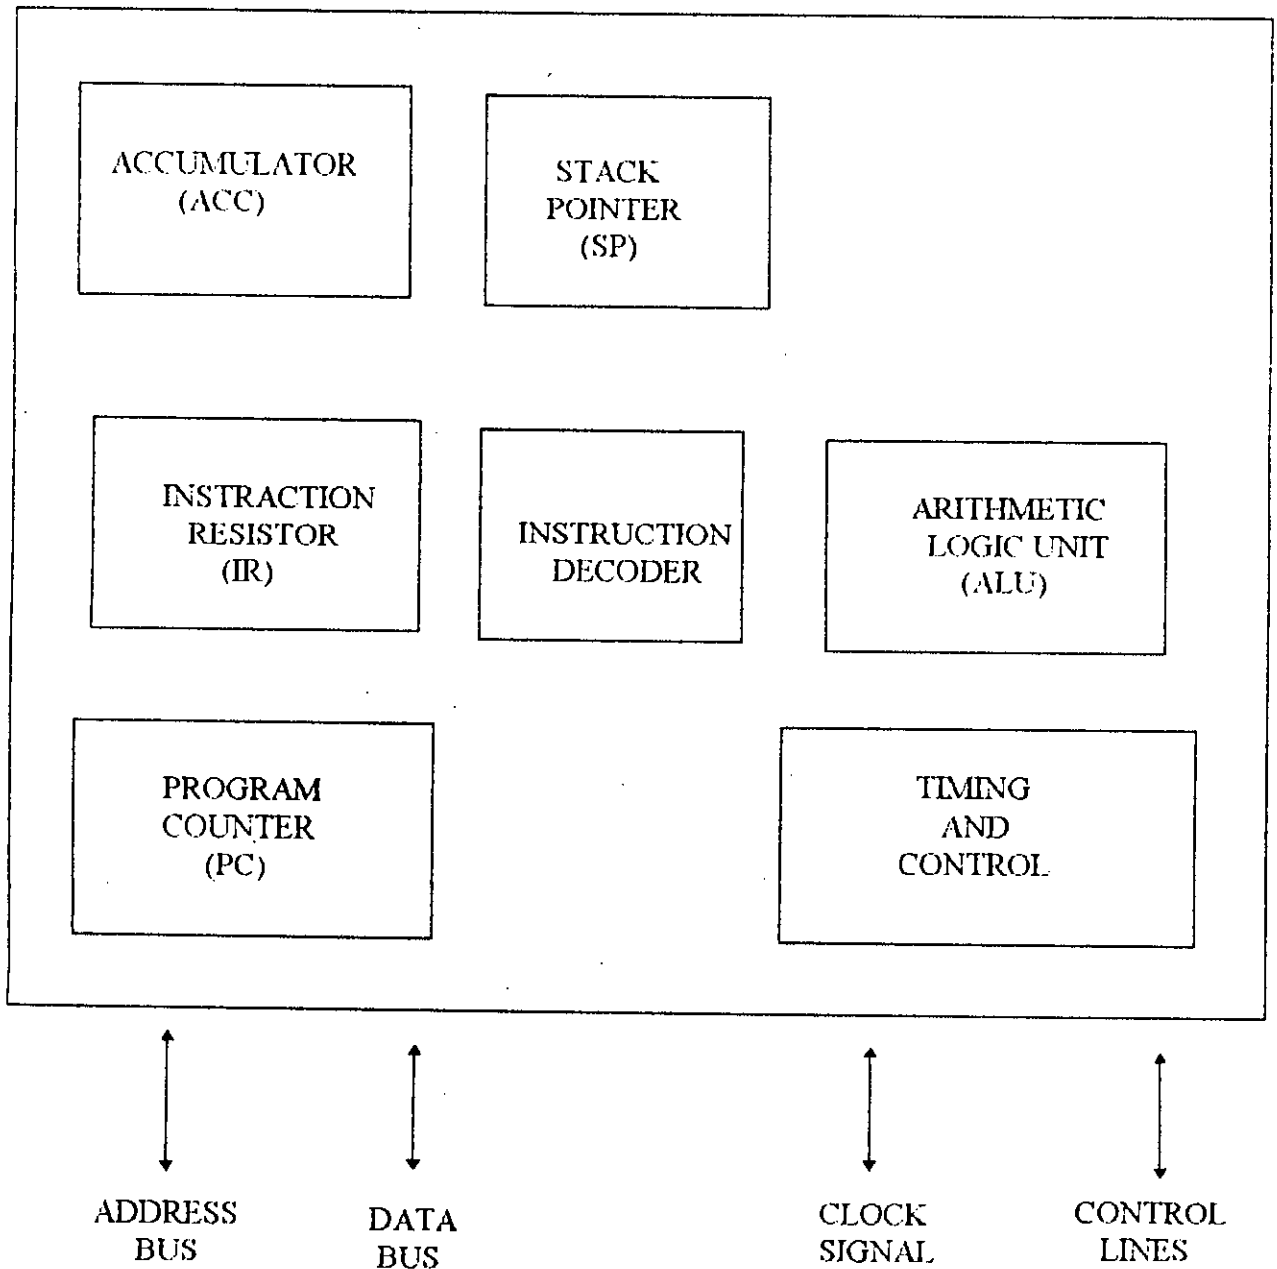 ACCUMULATOR
(ACC)
STACK
POINTER
(SP)
INSTRACTION
RESISTOR
(IR)
INSTRUCTION
DECODER
ARITHMETIC
LOGIC UNIT
(ALU)
PROGRAM
COUNTER
(PC)
TIMING
AND
CONTROL
ADDRESS
BUS
DATA
BUS
CLOCK
SIGNAL
CONTROL
LINES